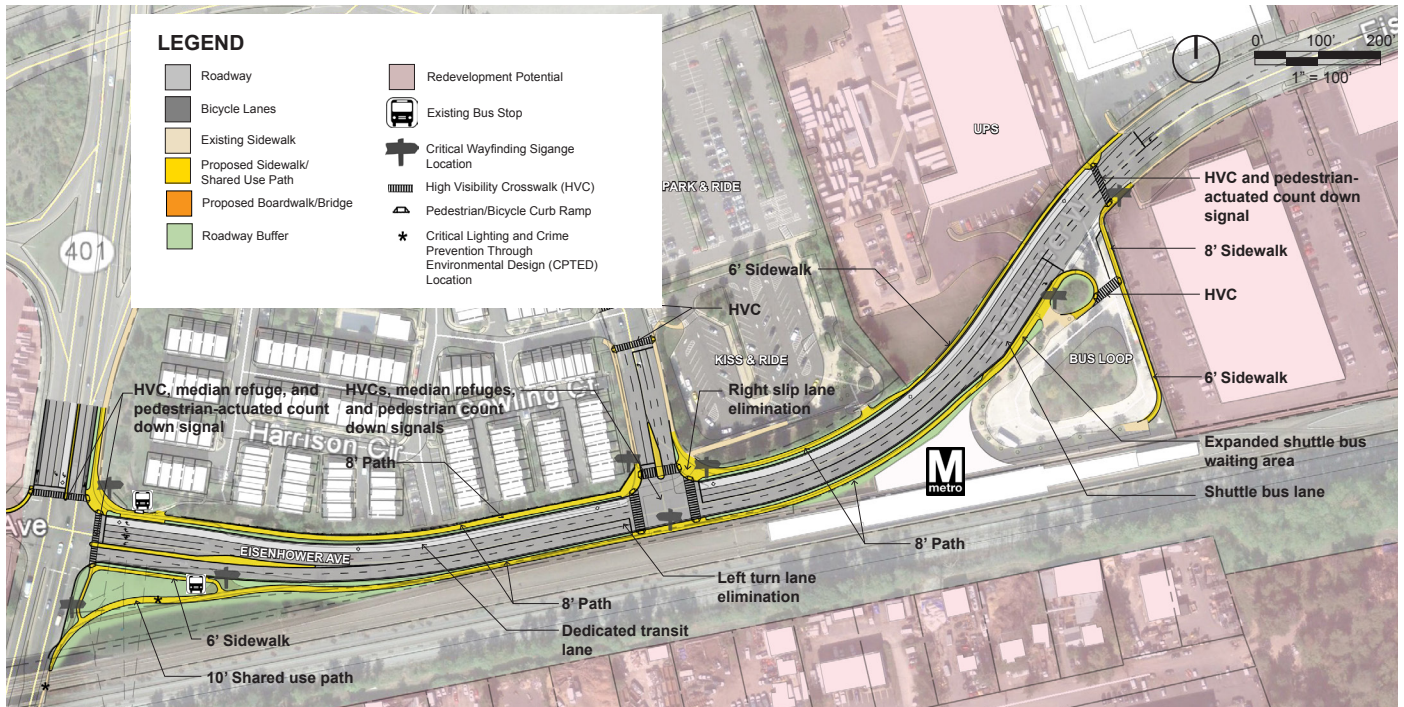 LEGEND
Roadway
Bicycle Lanes
Existing Sidewalk
Proposed Sidewalk/
Shared Use Path
Proposed Boardwalk/Bridge
Roadway Buffer
Redevelopment Potential
Existing Bus Stop
Critical Wayfinding Sigange
Location
High Visibility Crosswalk (HVC)
Pedestrian/Bicycle Curb Ramp
*
Critical Lighting and Crime
Prevention Through
Environmental Design (CPTED)
Location
0' 100' 200'
1" = 100'
401
UPS
PARK & RIDE
HVC and pedestrian-
actuated count down
signal
8' Sidewalk
6' Sidewalk
HVC
HVC
KISS & RIDE
BUS LOOP
6' Sidewalk
HVC, median refuge, and
pedestrian-actuated count
down signal
HVCs, median refuges,
and pedestrian count
down signals
Right slip lane
elimination
Harrison Cir
8' Path
Expanded shuttle bus
waiting area
Shuttle bus lane
M
metro
Ave
EISENHOWER AVE
8' Path
Left turn lane
elimination
8' Path
Dedicated transit
lane
6' Sidewalk
10' Shared use path
*
*